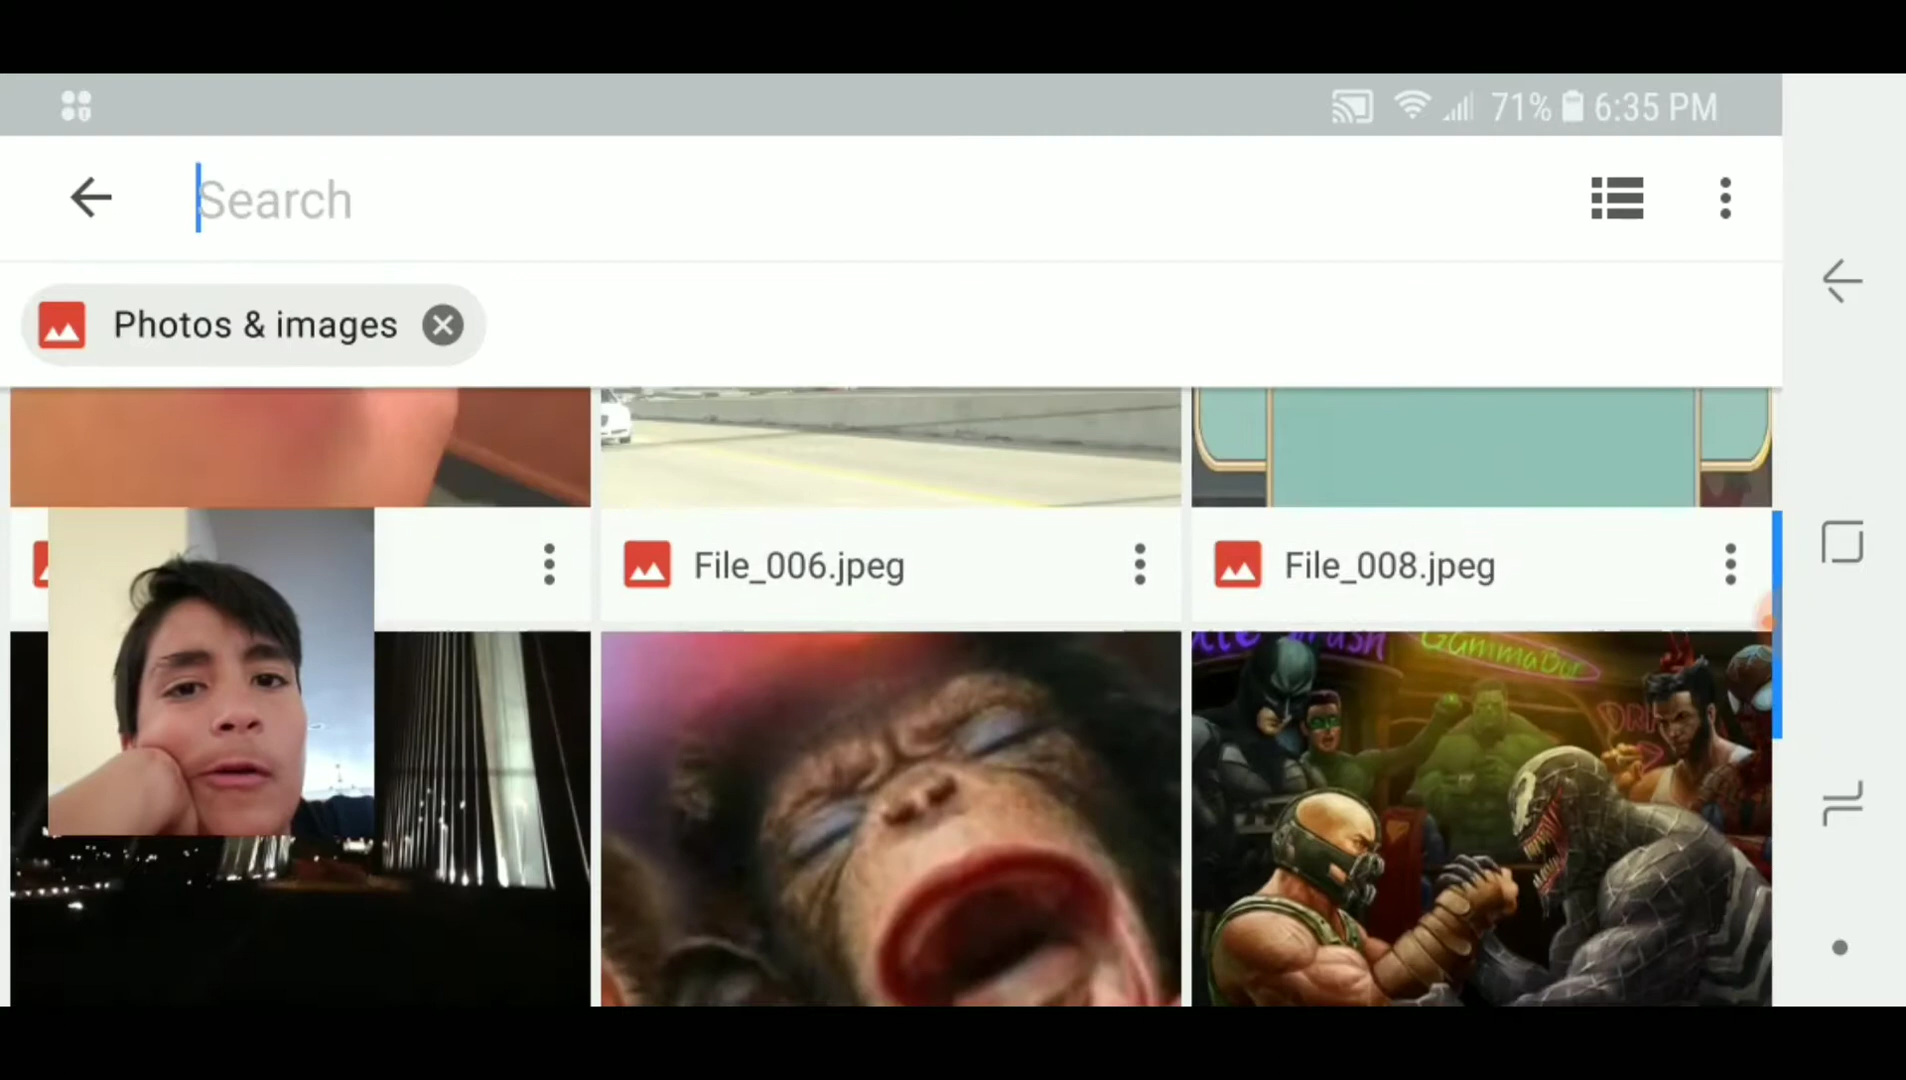 71% 6:35 PM
Search
Photos & images
File_006.jpeg
File_008.jpeg
GammaBar